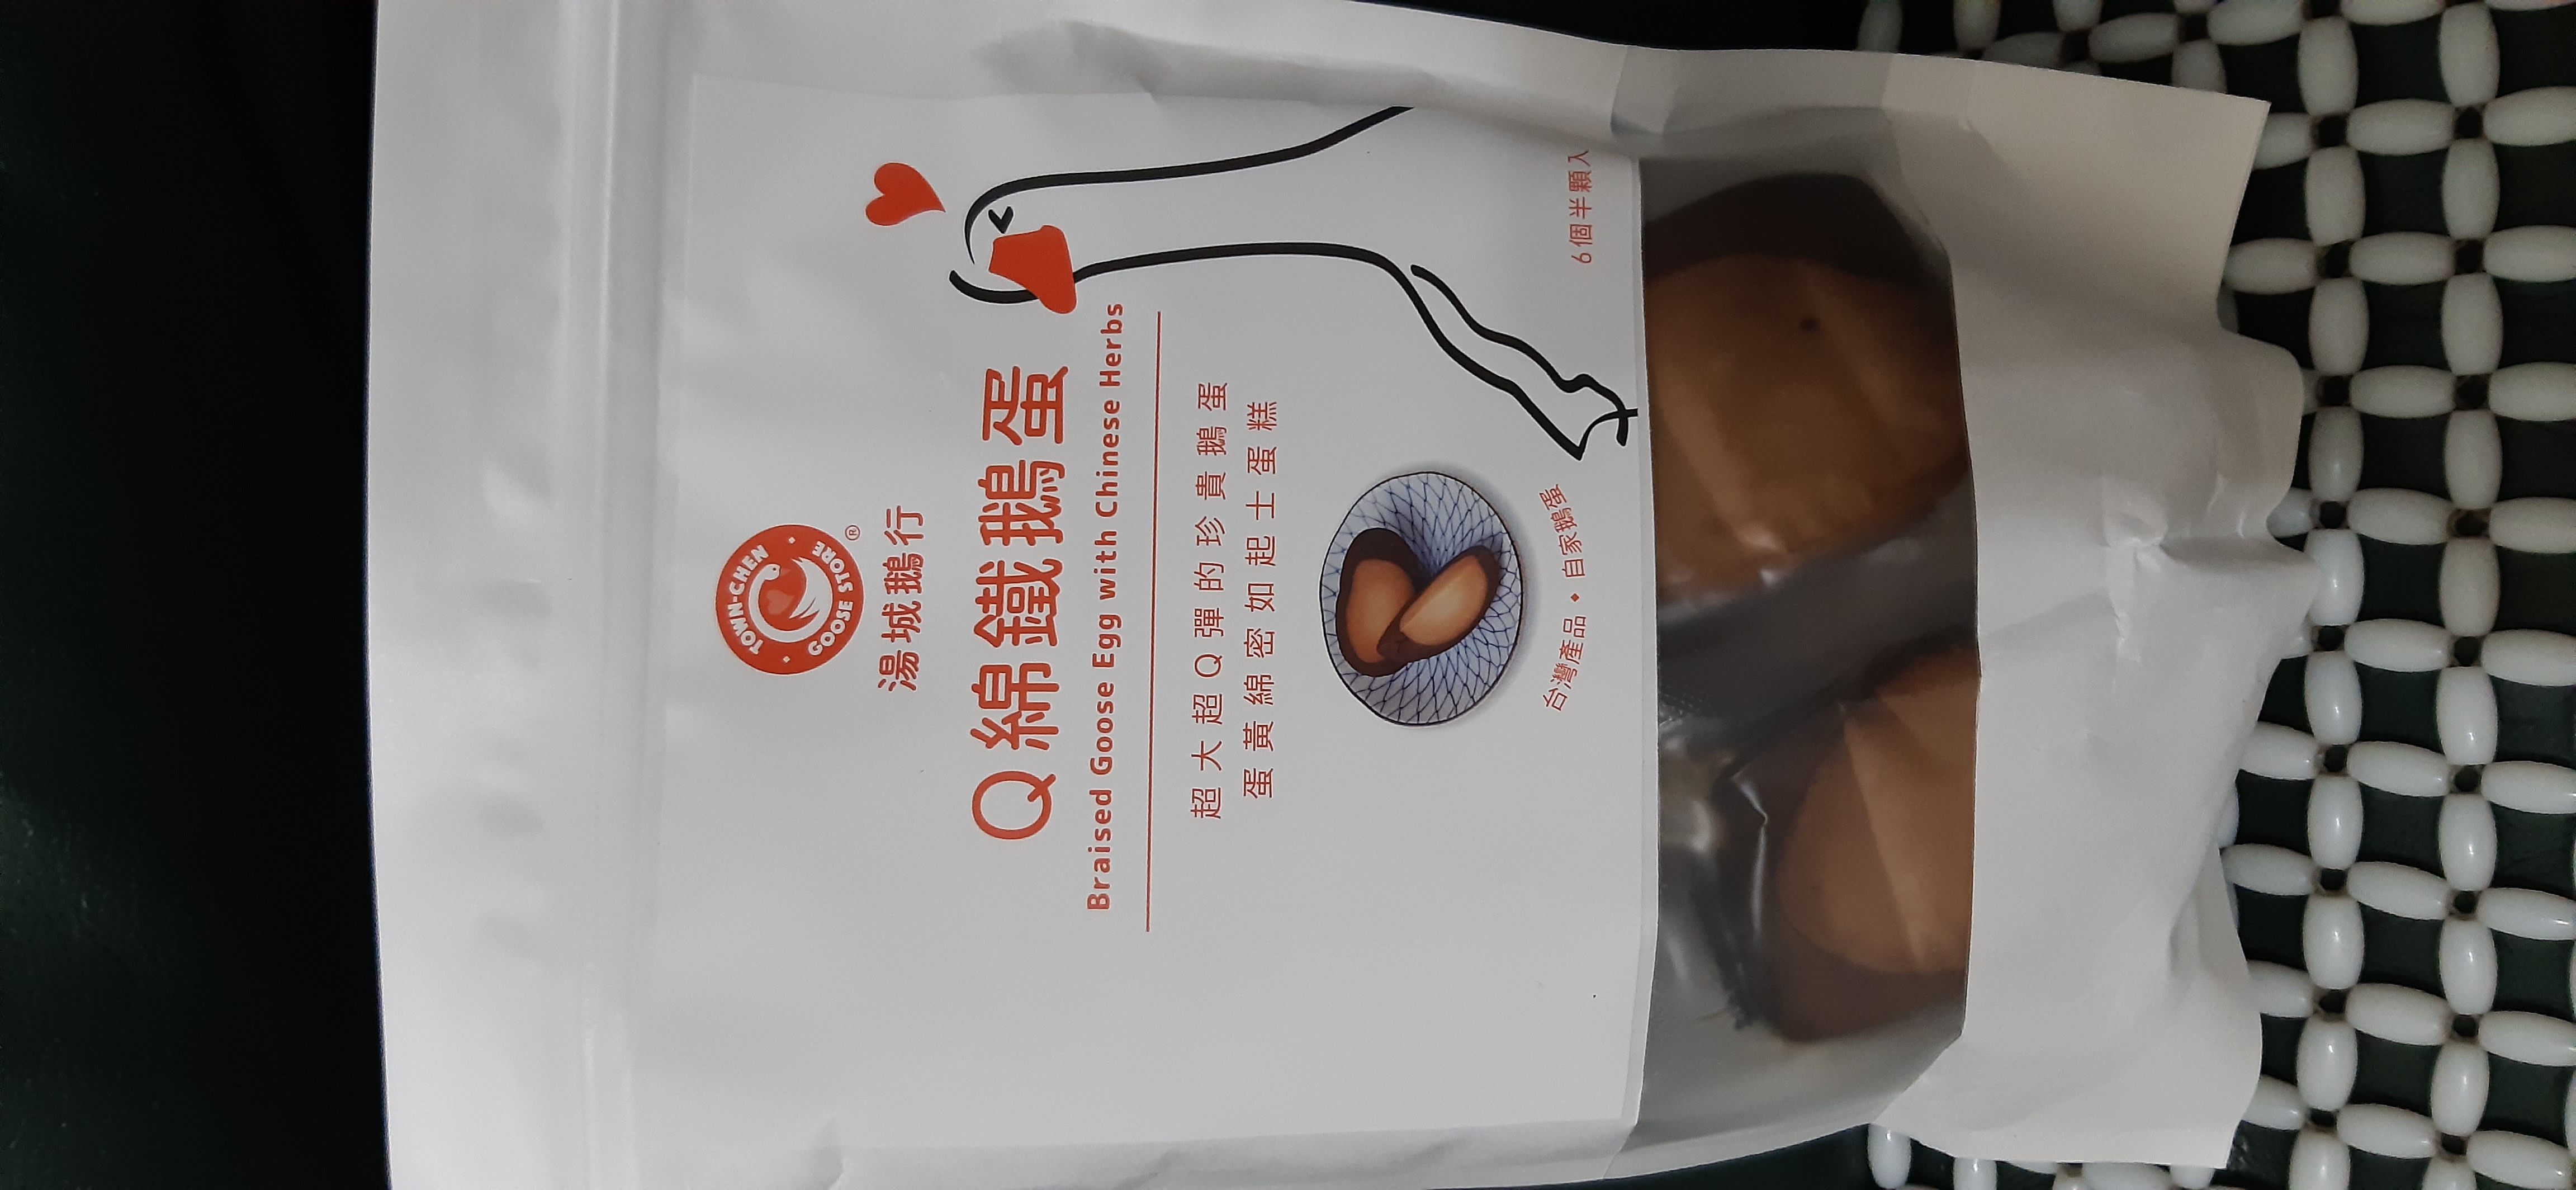 TOWN-CHEN
GOOSE STORE
®
湯城鵝行
Q綿鐵鵝蛋
Braised Goose Egg with Chinese Herbs
超大超Q彈的珍貴鵝蛋
蛋黃綿密如起士蛋糕
台灣產品・自家鵝蛋
6個半顆入